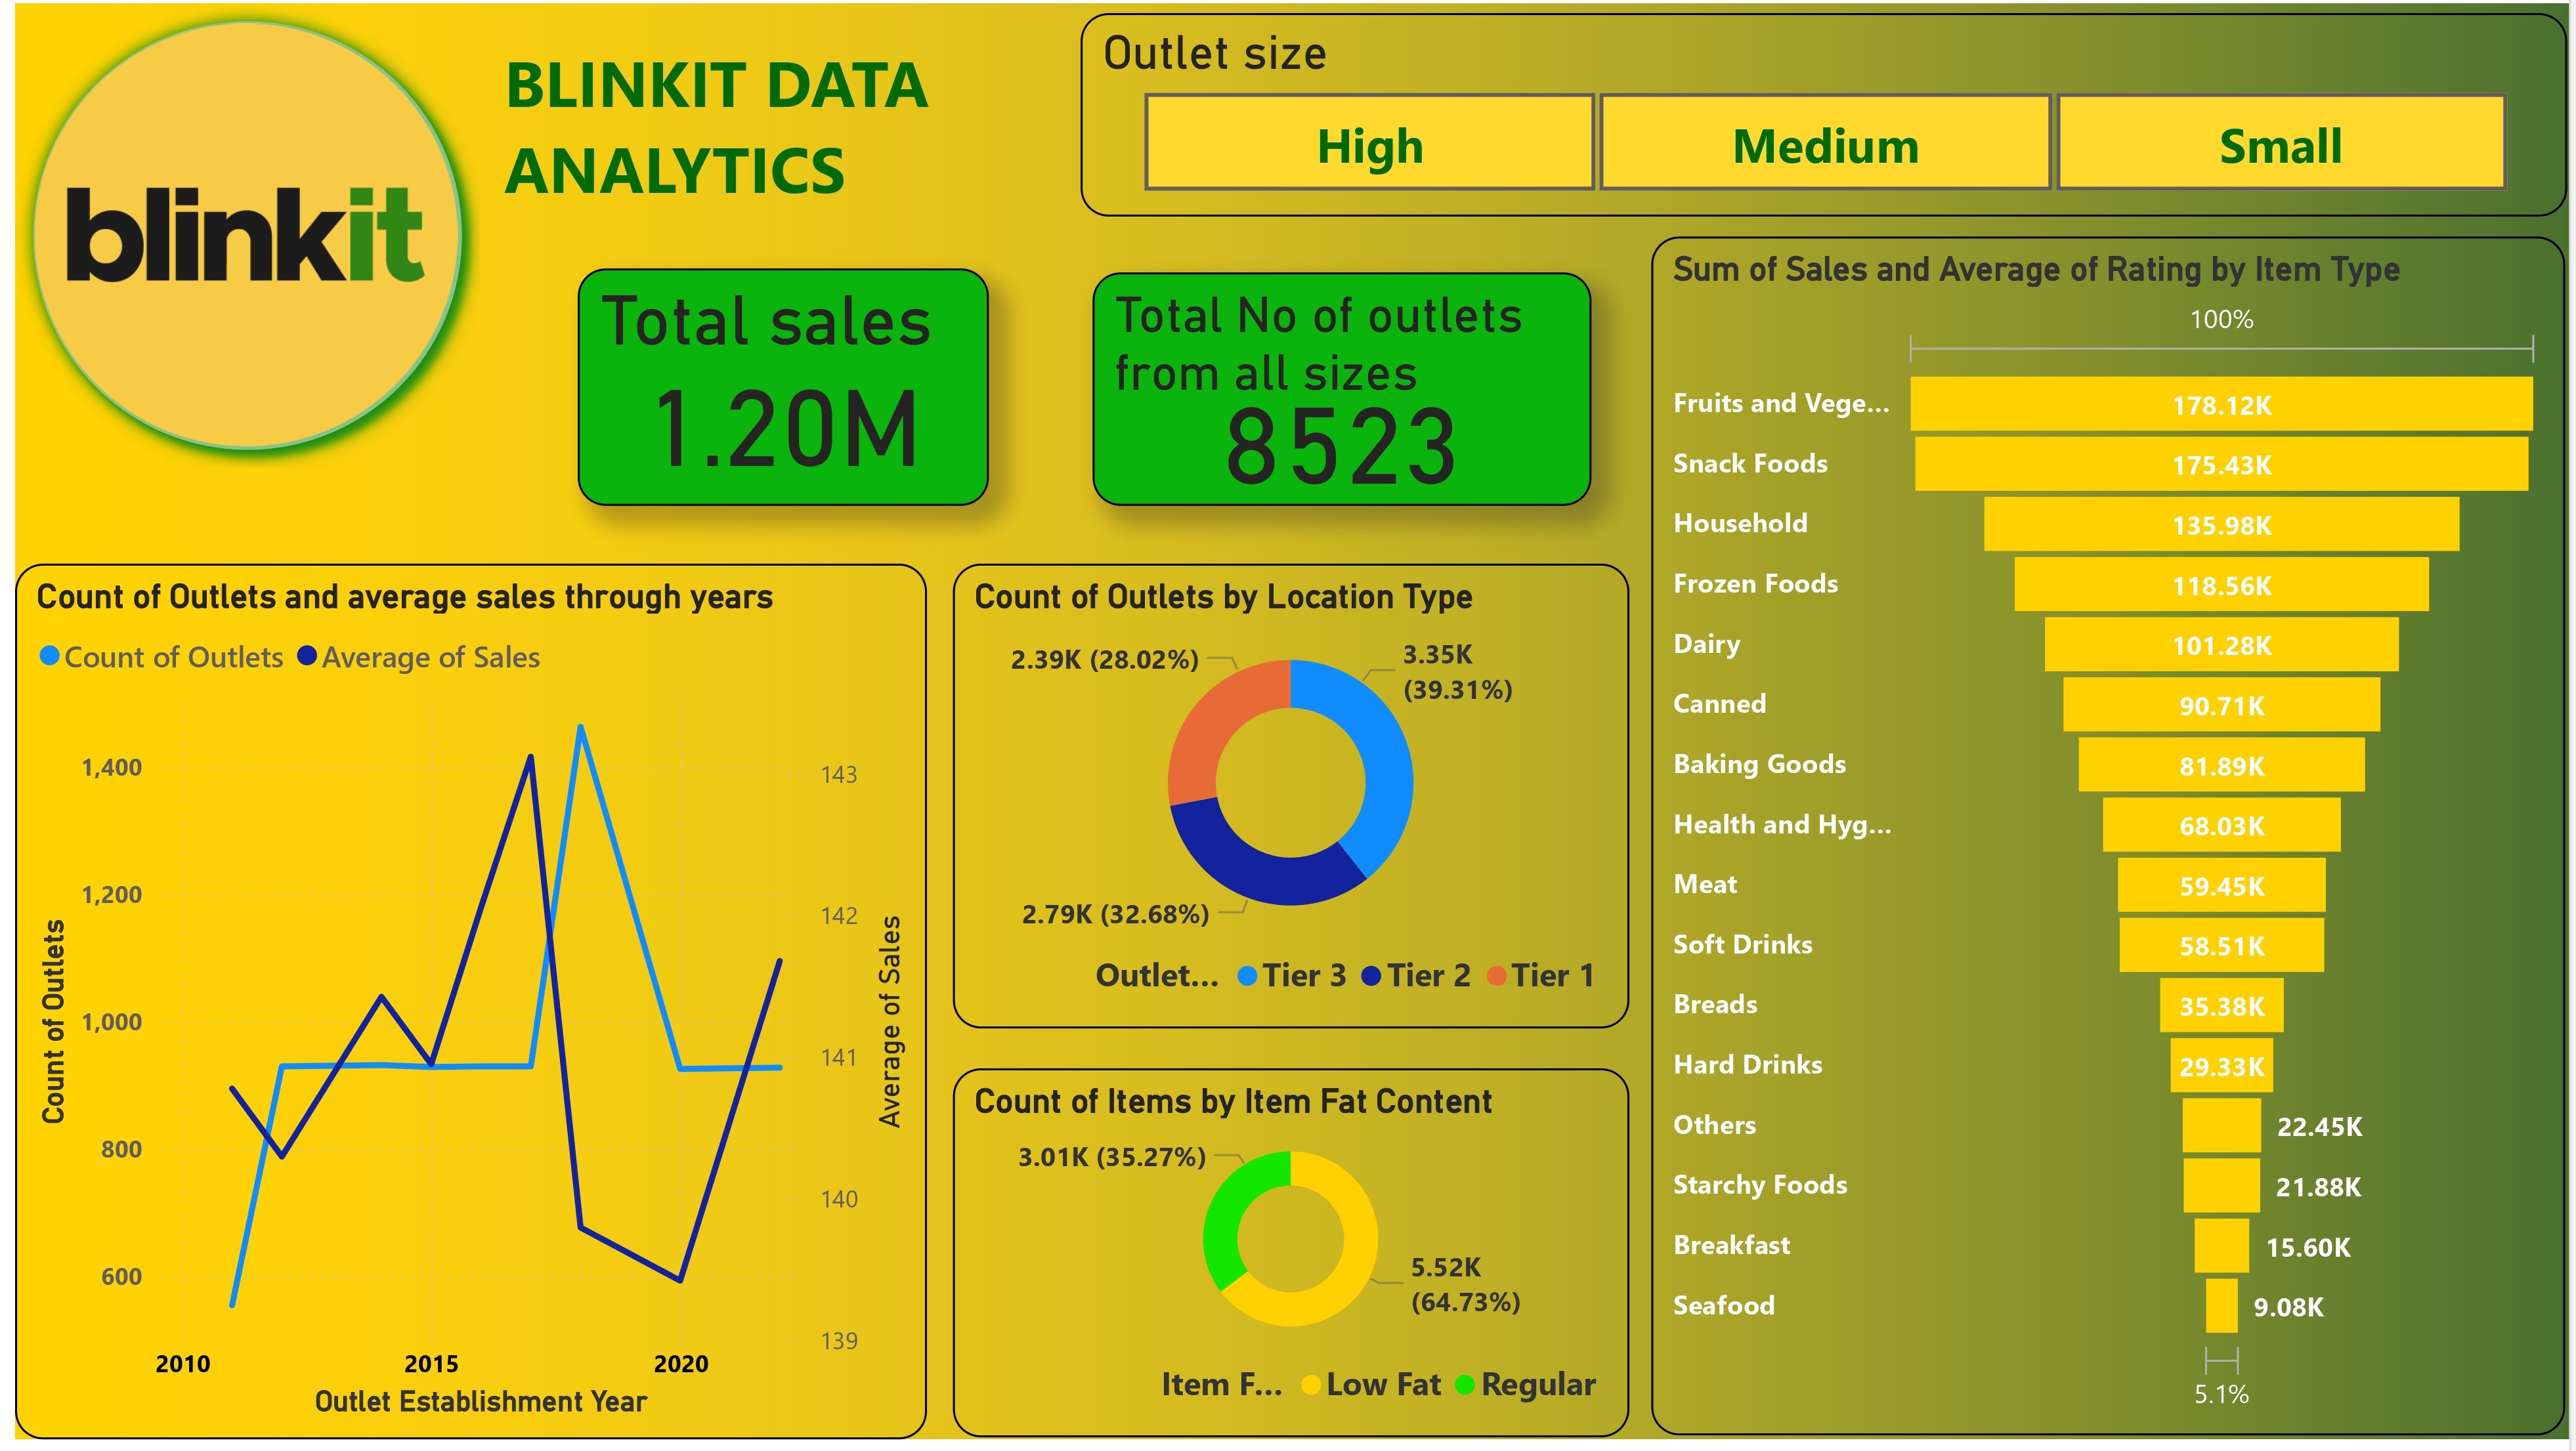 blinkit
BLINKIT DATA
ANALYTICS
Outlet size
High
Medium
Small
Total sales
1.20M
Total No of outlets
from all sizes
8523
Count of Outlets and average sales through years
Count of Outlets
Average of Sales
1,400
1,200
1,000
800
600
Count of Outlets
143
142
141
140
139
Average of Sales
2010
2015
2020
Outlet Establishment Year
Count of Outlets by Location Type
2.39K (28.02%)
3.35K
(39.31%)
2.79K (32.68%)
Outlet...
Tier 3
Tier 2
Tier 1
Count of Items by Item Fat Content
3.01K (35.27%)
5.52K
(64.73%)
Item F...
Low Fat
Regular
Sum of Sales and Average of Rating by Item Type
100%
Fruits and Vege... 178.12K
Snack Foods 175.43K
Household 135.98K
Frozen Foods 118.56K
Dairy 101.28K
Canned 90.71K
Baking Goods 81.89K
Health and Hyg... 68.03K
Meat 59.45K
Soft Drinks 58.51K
Breads 35.38K
Hard Drinks 29.33K
Others 22.45K
Starchy Foods 21.88K
Breakfast 15.60K
Seafood 9.08K
5.1%